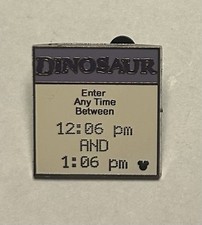 DINOSAUR
Enter
Any Time
Between
12:06 pm
AND
1:06 pm